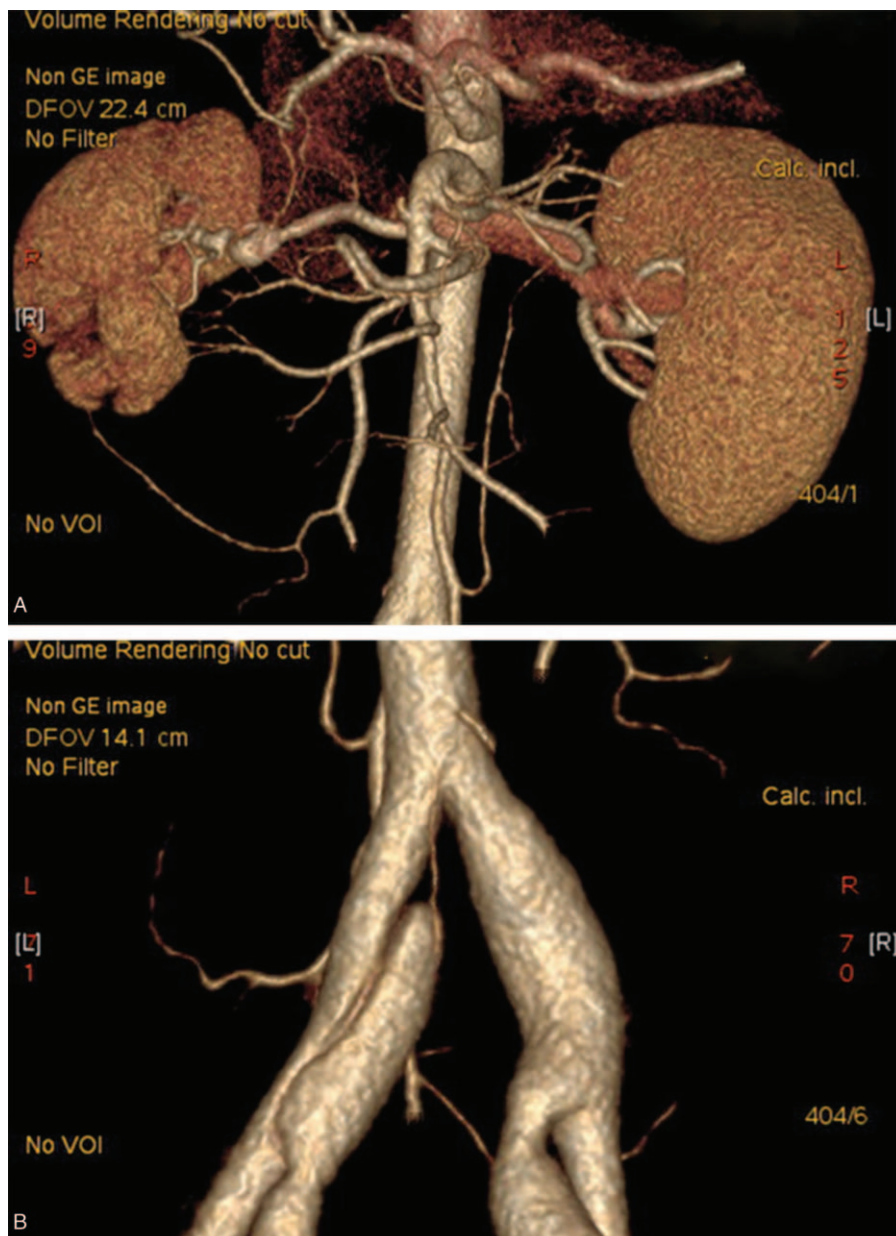 Volume Rendering No cut
Non GE image
DFOV 22.4 cm
No Filter
Calc. incl.
R
L
[R]
9
1
[L]
2
5
404/1
No VOI
A
Volume Rendering No cut
Non GE image
DFOV 14.1 cm
No Filter
Calc. incl.
L
R
[L]
1
7
[R]
0
404/6
No VOI
B